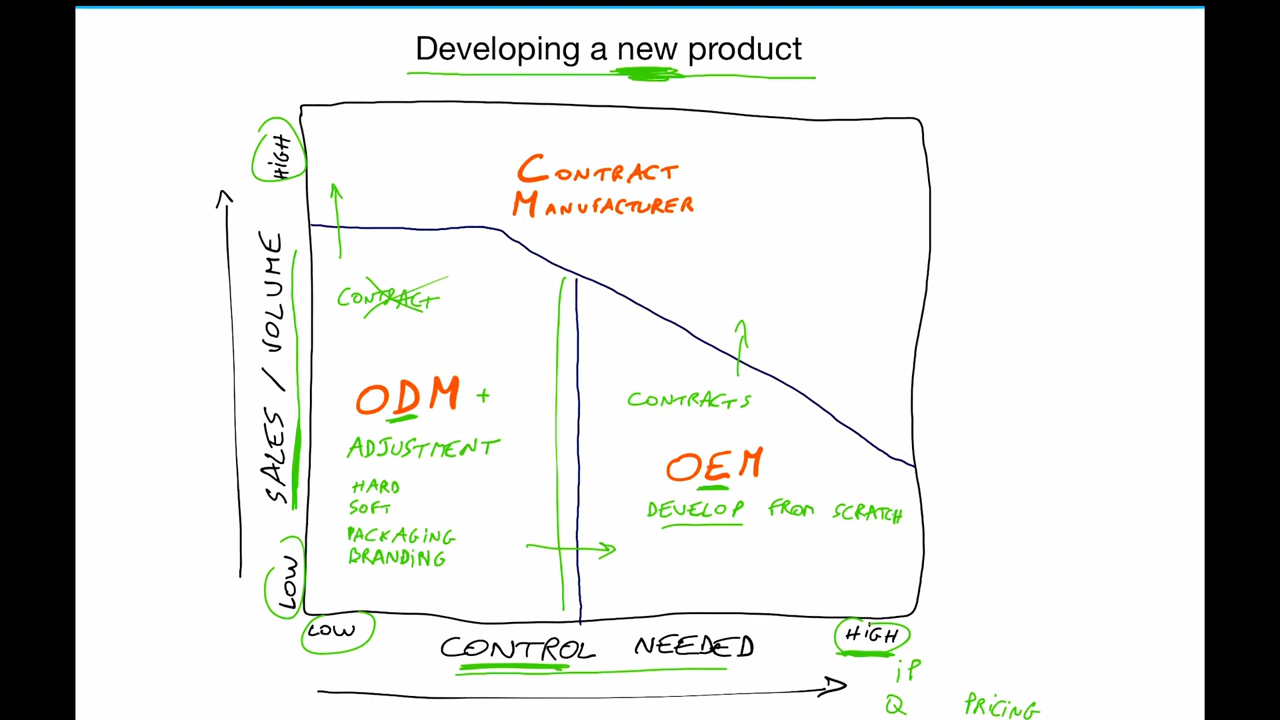 Developing a new product
HIGH
CONTRACT
MANUFACTURER
SALES / VOLUME
CONTRACT
ODM +
ADJUSTMENT
HARD
SOFT
PACKAGING
BRANDING
CONTRACTS
OEM
DEVELOP FROM SCRATCH
LOW
LOW
CONTROL NEEDED
HIGH
iP
Q PRICING